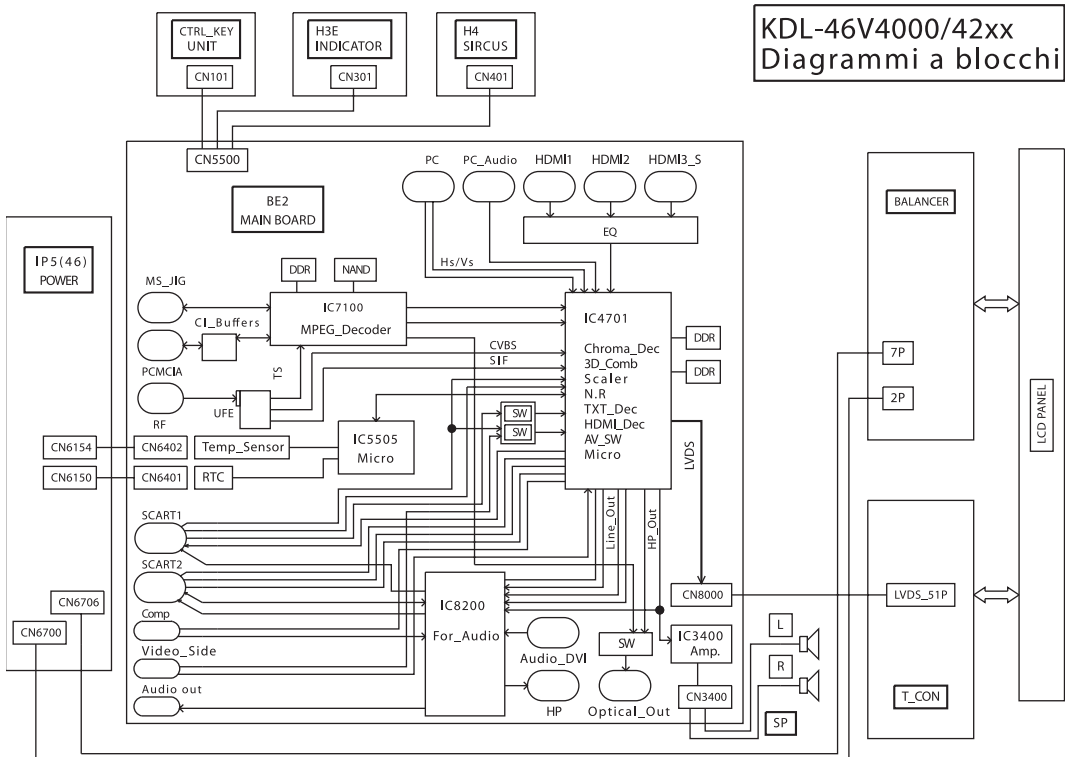 KDL-46V4000/42xx
Diagrammi a blocchi
CTRL_KEY
UNIT
CN101
H3E
INDICATOR
CN301
H4
SIRCUS
CN401
CN5500
BE2
MAIN BOARD
PC
PC_Audio
HDMI1
HDMI2
HDMI3_S
EQ
Hs/Vs
BALANCER
IP5(46)
POWER
MS_JIG
DDR
NAND
IC7100
MPEG_Decoder
CI_Buffers
PCMCIA
TS
UFE
RF
CVBS
SIF
IC4701
Chroma_Dec
3D_Comb
Scaler
N.R
TXT_Dec
HDMI_Dec
AV_SW
Micro
DDR
DDR
7P
2P
LCD PANEL
SW
SW
IC5505
Micro
CN6154
CN6402
Temp_Sensor
CN6150
CN6401
RTC
LVDS
SCART1
SCART2
Line_Out
HP_Out
Comp
Video_Side
Audio out
IC8200
For_Audio
Audio_DVI
HP
SW
Optical_Out
CN8000
IC3400
Amp.
CN3400
L
R
SP
LVDS_51P
T_CON
CN6706
CN6700